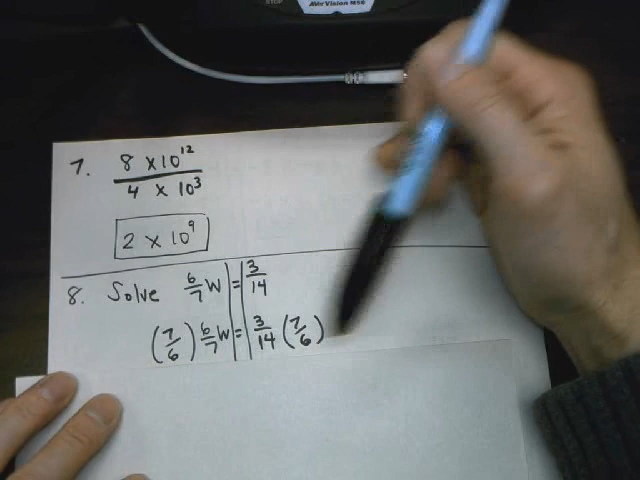 AVerVision M50
7. 8 x 10^12 / 4 x 10^3
2 x 10^9
8. Solve 6/7 W = 3/14
(7/6) 6/7 W = 3/14 (7/6)